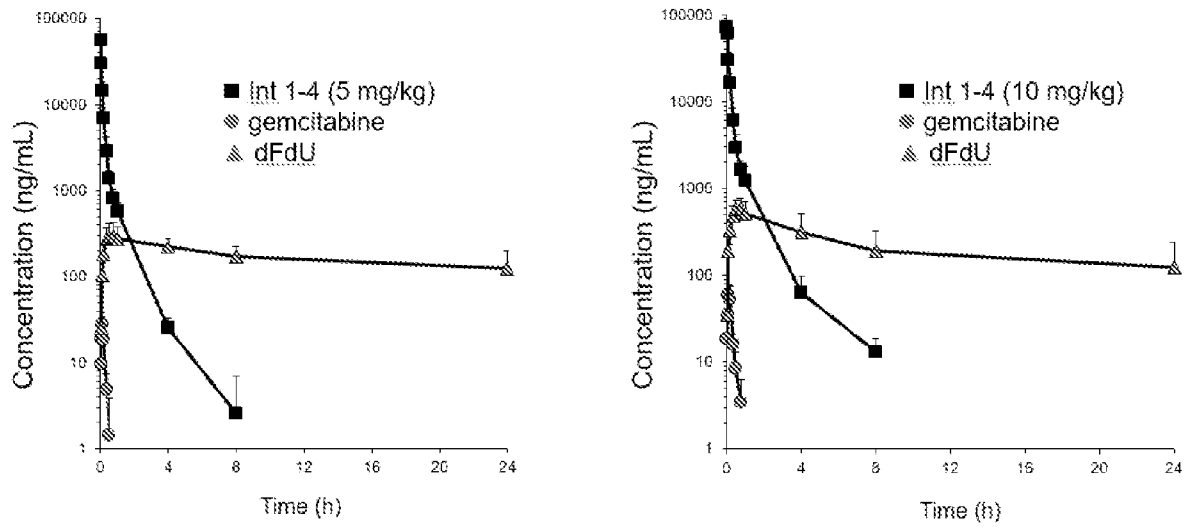 100000
10000
1000
100
10
1
Concentration (ng/mL)
Int 1-4 (5 mg/kg)
gemcitabine
dFdU
0 4 8 12 16 20 24
Time (h)
100000
10000
1000
100
10
1
Concentration (ng/mL)
Int 1-4 (10 mg/kg)
gemcitabine
dFdU
0 4 8 12 16 20 24
Time (h)